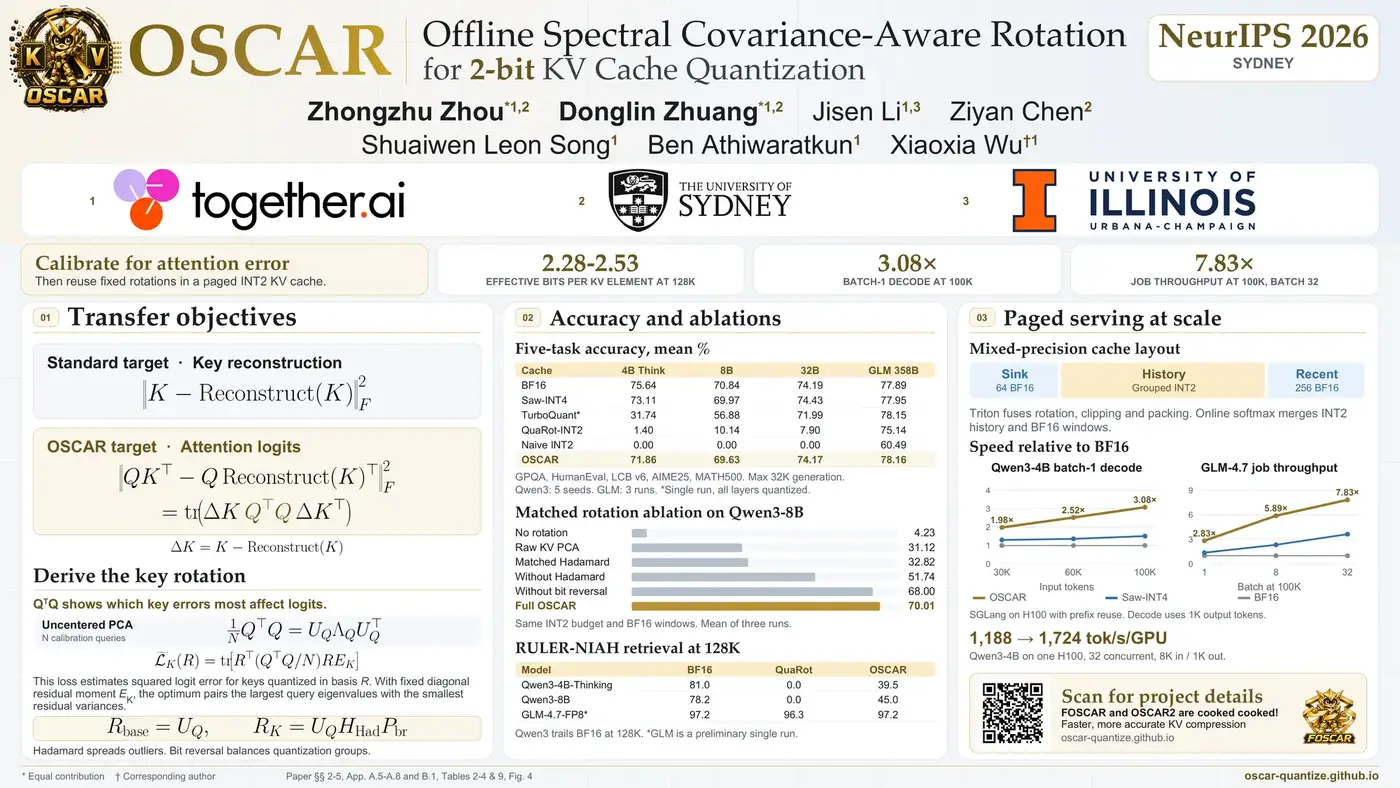 K V
OSCAR
OSCAR
Offline Spectral Covariance-Aware Rotation
for 2-bit KV Cache Quantization
NeurIPS 2026
SYDNEY
Zhongzhu Zhou*1,2 Donglin Zhuang*1,2 Jisen Li1,3 Ziyan Chen2
Shuaiwen Leon Song1 Ben Athiwaratkun1 Xiaoxia Wu†1
1 together.ai
2 THE UNIVERSITY OF
SYDNEY
3 UNIVERSITY OF
ILLINOIS
URBANA-CHAMPAIGN
Calibrate for attention error
Then reuse fixed rotations in a paged INT2 KV cache.
2.28-2.53
EFFECTIVE BITS PER KV ELEMENT AT 128K
3.08×
BATCH-1 DECODE AT 100K
7.83×
JOB THROUGHPUT AT 100K, BATCH 32
01 Transfer objectives
Standard target · Key reconstruction
‖K − Reconstruct(K)‖²_F
OSCAR target · Attention logits
‖QK⊤ − Q Reconstruct(K)⊤‖²_F
= tr(ΔK Q⊤Q ΔK⊤)
ΔK = K − Reconstruct(K)
Derive the key rotation
QᵀQ shows which key errors most affect logits.
Uncentered PCA
N calibration queries
1/N Q⊤Q = U_QΛ_QU_Q⊤
L̃_K(R) = tr[R⊤(Q⊤Q/N)RE_K]
This loss estimates squared logit error for keys quantized in basis R. With fixed diagonal
residual moment E_K, the optimum pairs the largest query eigenvalues with the smallest
residual variances.
R_base = U_Q, R_K = U_QH_HadP_br
Hadamard spreads outliers. Bit reversal balances quantization groups.
02 Accuracy and ablations
Five-task accuracy, mean %
Cache 4B Think 8B 32B GLM 358B
BF16 75.64 70.84 74.19 77.89
Saw-INT4 73.11 69.97 74.43 77.95
TurboQuant* 31.74 56.88 71.99 78.15
QuaRot-INT2 1.40 10.14 7.90 75.14
Naive INT2 0.00 0.00 0.00 60.49
OSCAR 71.86 69.63 74.17 78.16
GPQA, HumanEval, LCB v6, AIME25, MATH500. Max 32K generation.
Qwen3: 5 seeds. GLM: 3 runs. *Single run, all layers quantized.
Matched rotation ablation on Qwen3-8B
No rotation 4.23
Raw KV PCA 31.12
Matched Hadamard 32.82
Without Hadamard 51.74
Without bit reversal 68.00
Full OSCAR 70.01
Same INT2 budget and BF16 windows. Mean of three runs.
RULER-NIAH retrieval at 128K
Model BF16 QuaRot OSCAR
Qwen3-4B-Thinking 81.0 0.0 39.5
Qwen3-8B 78.2 0.0 45.0
GLM-4.7-FP8* 97.2 96.3 97.2
Qwen3 trails BF16 at 128K. *GLM is a preliminary single run.
03 Paged serving at scale
Mixed-precision cache layout
Sink
64 BF16
History
Grouped INT2
Recent
256 BF16
Triton fuses rotation, clipping and packing. Online softmax merges INT2
history and BF16 windows.
Speed relative to BF16
Qwen3-4B batch-1 decode
4
3
2
1
0
1.98×
2.52×
3.08×
30K 60K 100K
Input tokens
GLM-4.7 job throughput
9
6
3
0
2.83×
5.89×
7.83×
1 8 32
Batch at 100K
OSCAR Saw-INT4 BF16
SGLang on H100 with prefix reuse. Decode uses 1K output tokens.
1,188 → 1,724 tok/s/GPU
Qwen3-4B on one H100, 32 concurrent, 8K in / 1K out.
Scan for project details
FOSCAR and OSCAR2 are cooked cooked!
Faster, more accurate KV compression
oscar-quantize.github.io
FOSCAR
* Equal contribution † Corresponding author
Paper §§ 2-5, App. A.5-A.8 and B.1, Tables 2-4 & 9, Fig. 4
oscar-quantize.github.io